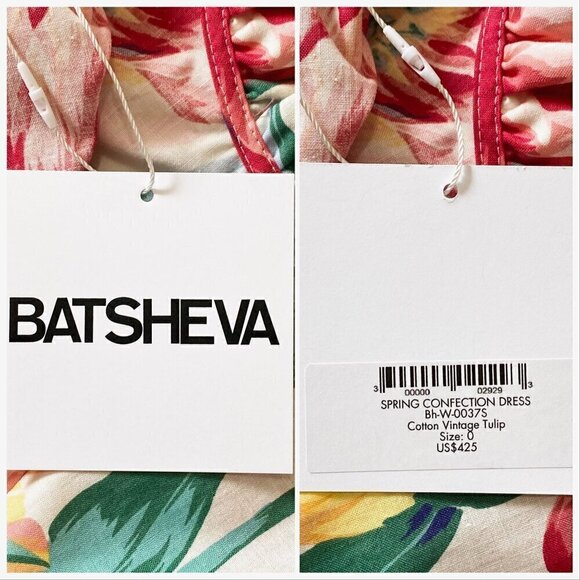 BATSHEVA
3 00000 02929 3
SPRING CONFECTION DRESS
Bh-W-0037S
Cotton Vintage Tulip
Size: 0
US$425